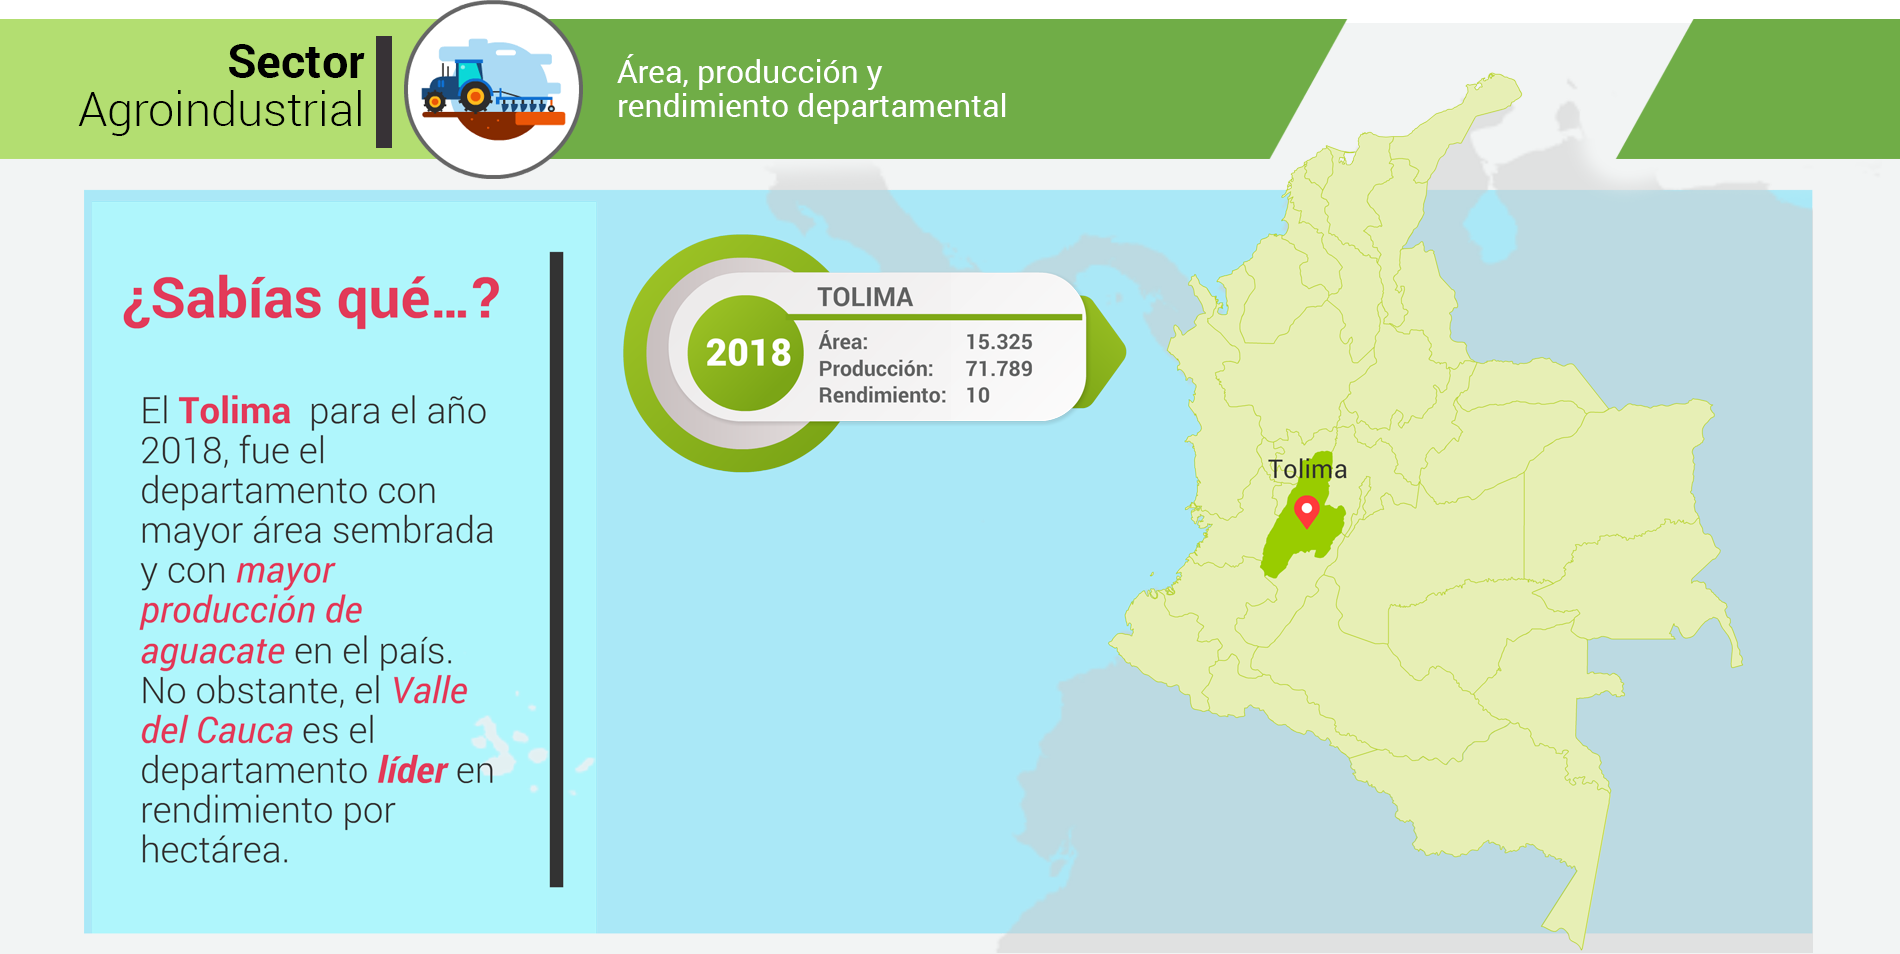 Sector
Agroindustrial
Área, producción y
rendimiento departamental
¿Sabías qué...?
El Tolima para el año
2018, fue el
departamento con
mayor área sembrada
y con mayor
producción de
aguacate en el país.
No obstante, el Valle
del Cauca es el
departamento líder en
rendimiento por
hectárea.
TOLIMA
2018
Área: 15.325
Producción: 71.789
Rendimiento: 10
Tolima